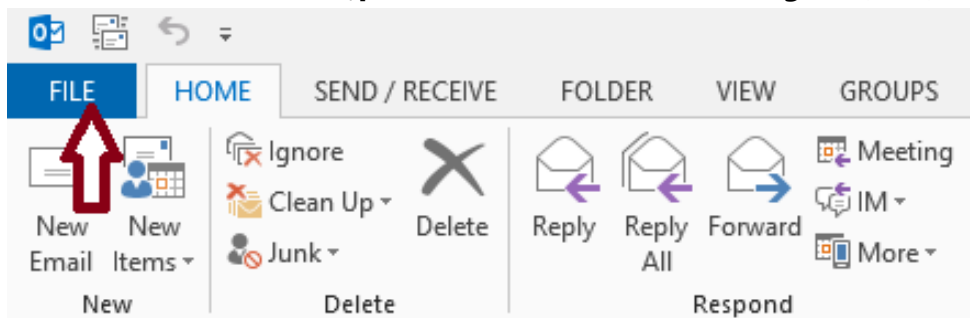 FILE HOME SEND / RECEIVE FOLDER VIEW GROUPS
New Email
New Items
Ignore
Clean Up
Junk
Delete
Reply
Reply All
Forward
Meeting
IM
More
New Delete Respond